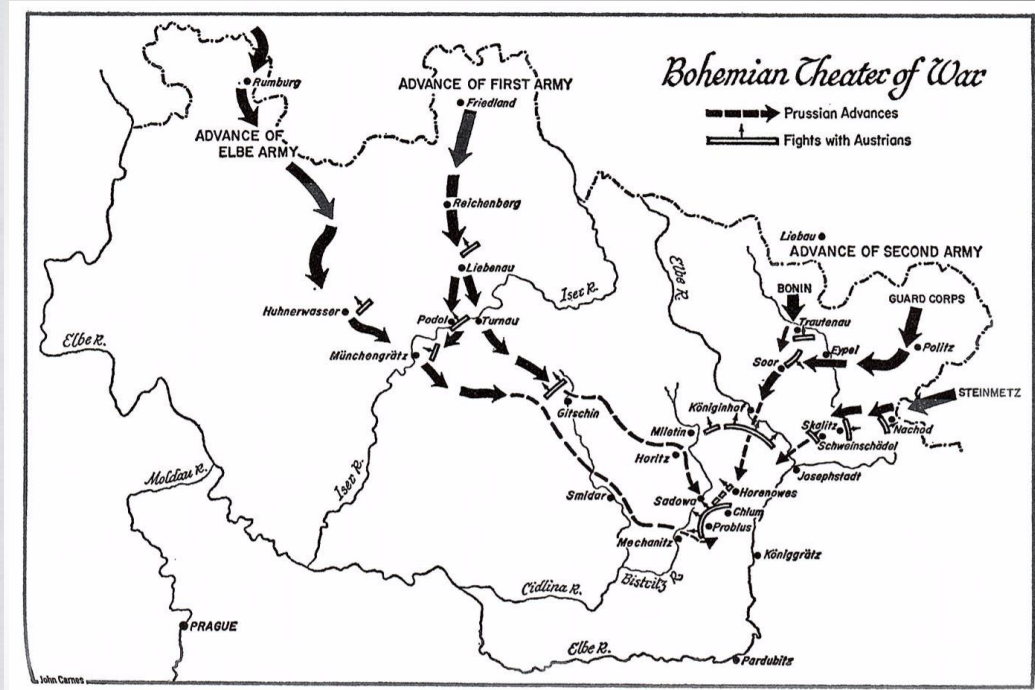 Bohemian Theater of War
Prussian Advances
Fights with Austrians
Rumburg
ADVANCE OF
ELBE ARMY
ADVANCE OF FIRST ARMY
Friedland
Reichenberg
Liebenau
Iser R.
Huhnerwasser
Podol
Turnau
Münchengrätz
Elbe R.
Elbe R.
Liebau
ADVANCE OF SECOND ARMY
BONIN
GUARD CORPS
Trautenau
Eypel
Politz
Soor
STEINMETZ
Gitschin
Königinhof
Miletin
Skalitz
Nachod
Schweinschädel
Horitz
Josephstadt
Moldau R.
Iser R.
Smidar
Sadowa
Horenowes
Chlum
Problus
Mechanitz
Königgrätz
Cidlina R.
Bistritz R
PRAGUE
Elbe R.
Pardubitz
John Carnes